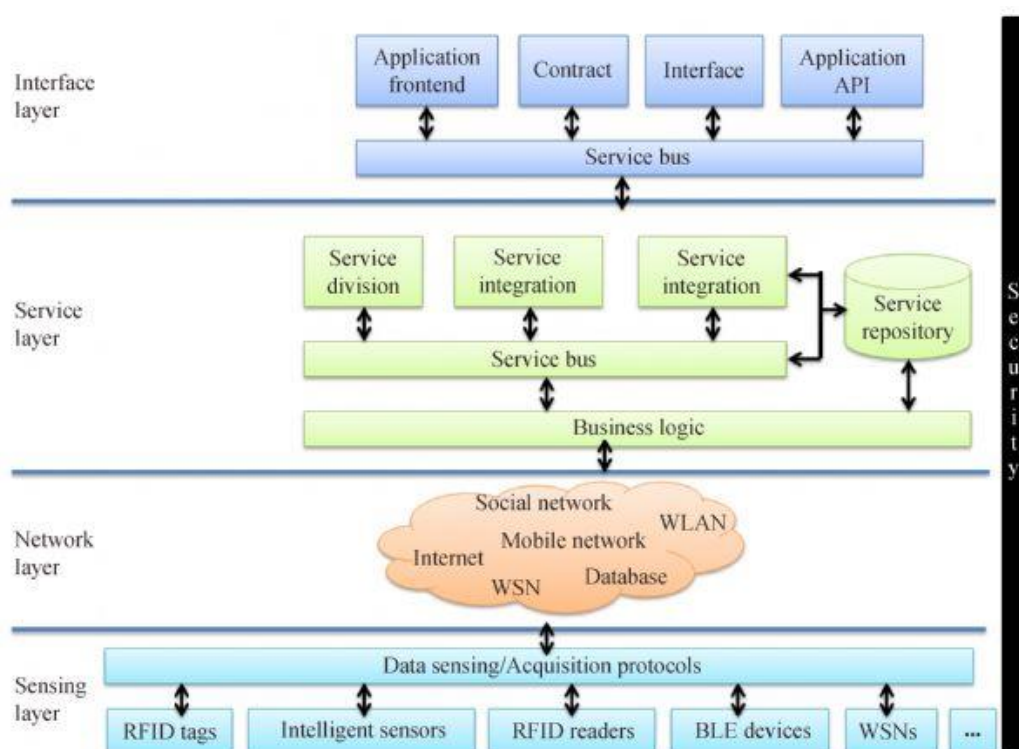 Interface
layer
Application
frontend
Contract
Interface
Application
API
Service bus
Service
layer
Service
division
Service
integration
Service
integration
Service
repository
Service bus
Business logic
Network
layer
Social network
WLAN
Mobile network
Internet
Database
WSN
Sensing
layer
Data sensing/Acquisition protocols
RFID tags
Intelligent sensors
RFID readers
BLE devices
WSNs
...
Security